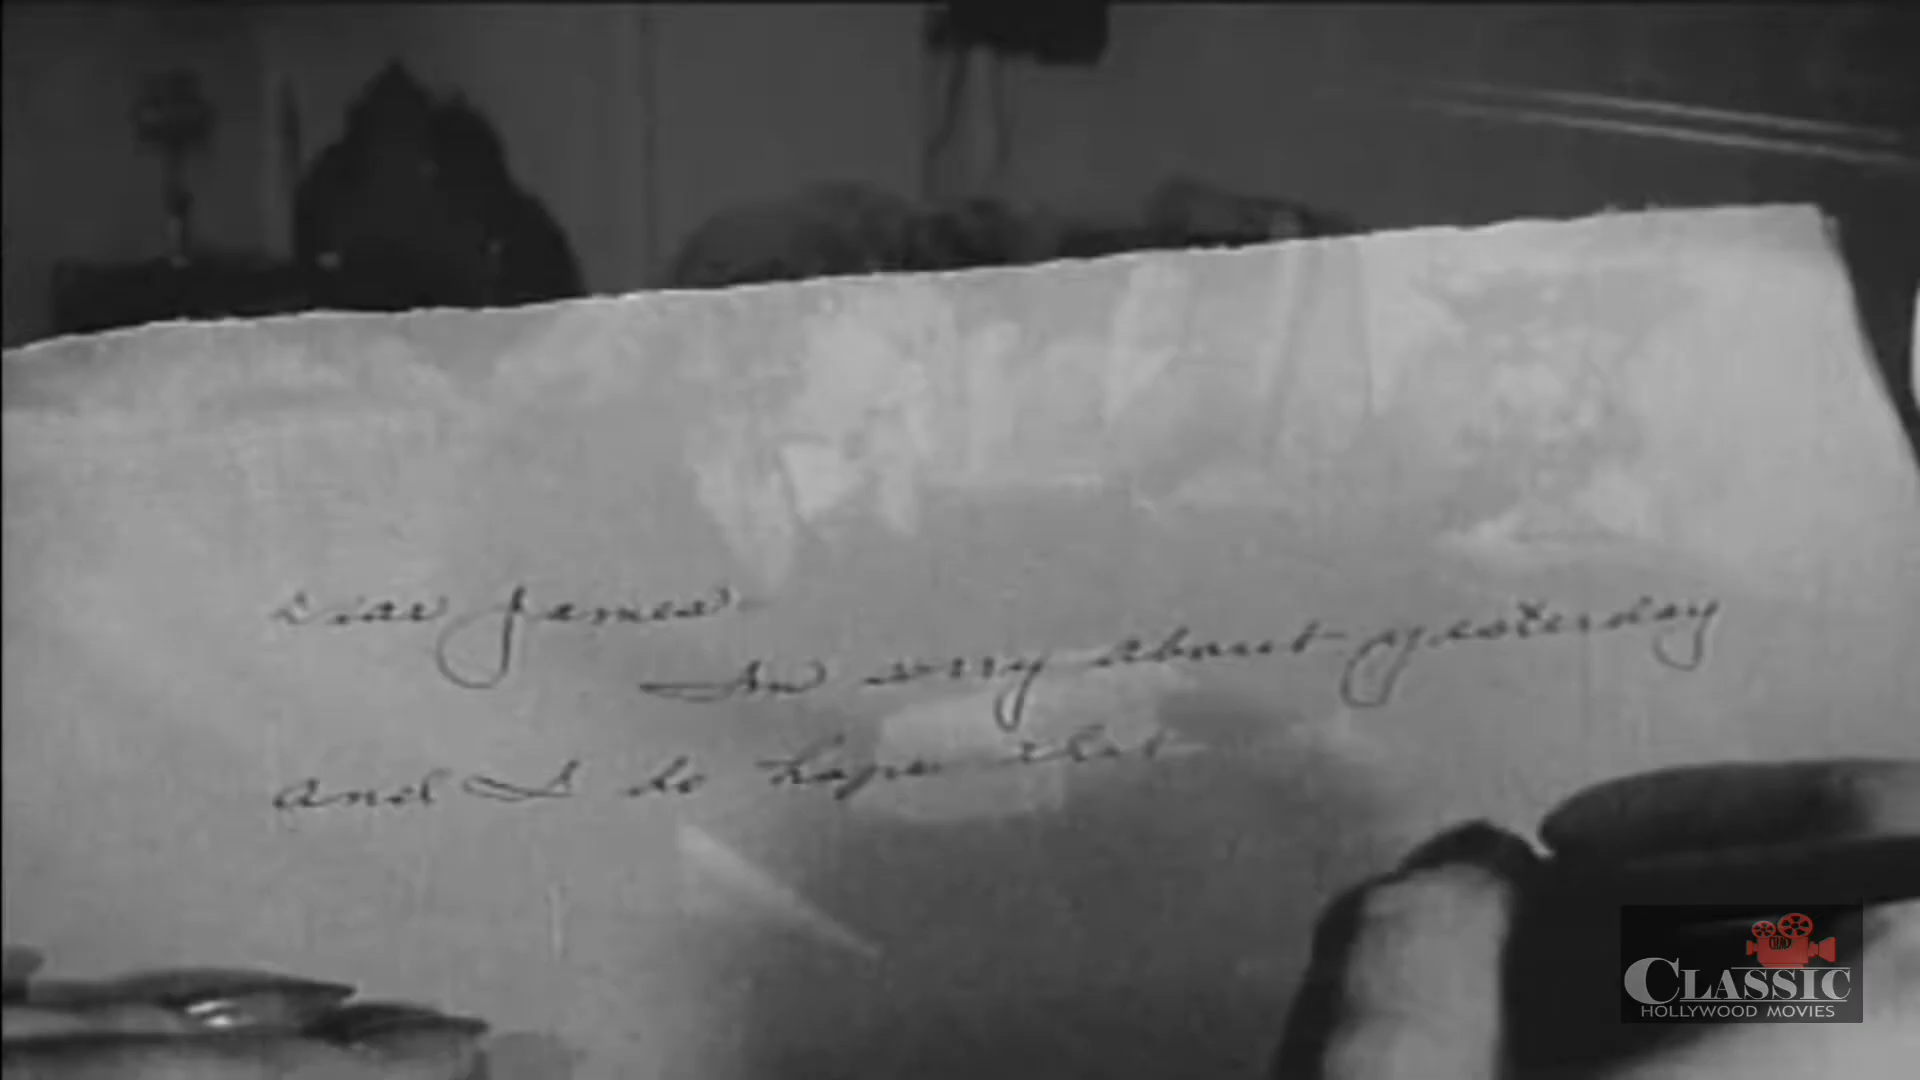 Dear James
I'm sorry about yesterday
and I do hope that
CLASSIC
HOLLYWOOD MOVIES